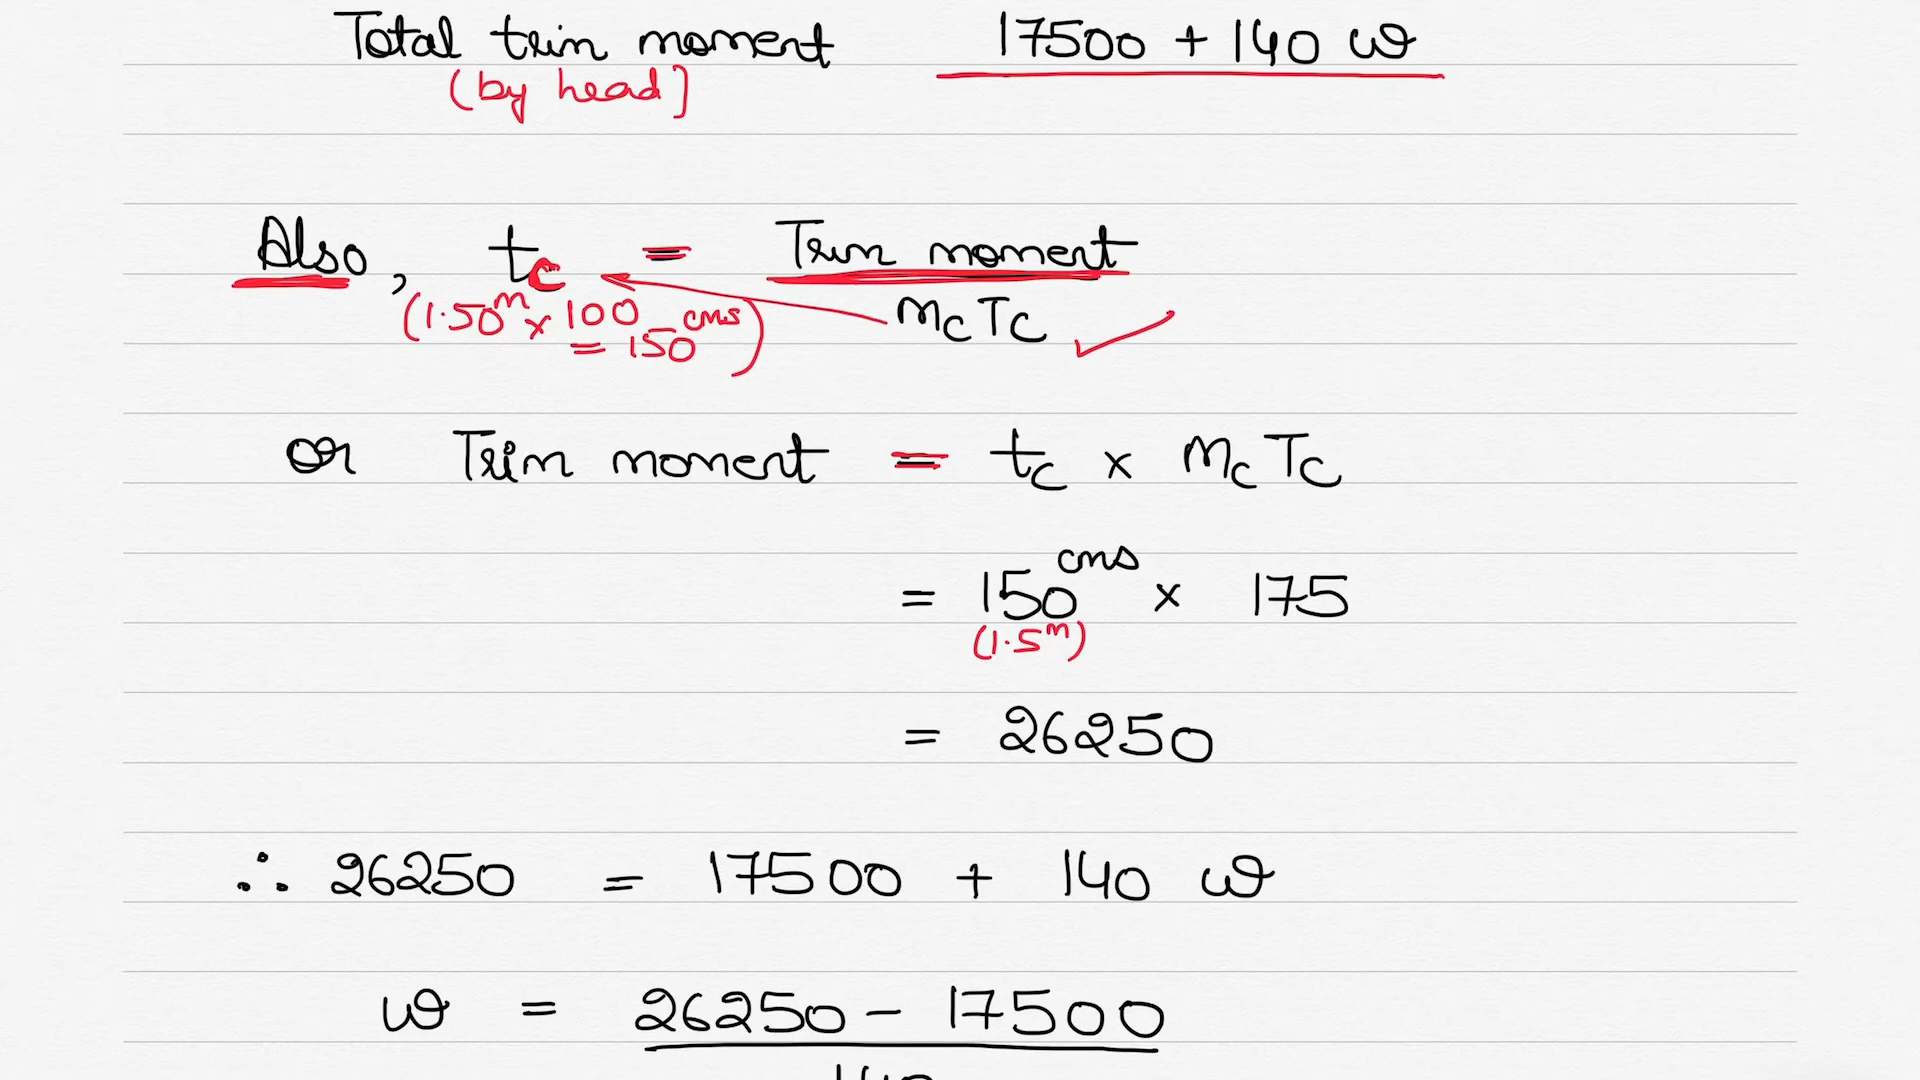 Total trim moment 17500 + 140 w
(by head)
Also, tc = Trim moment
(1.50m x 100 = 150 cms) MCTC
or Trim moment = tc x MCTC
= 150 cms x 175
(1.5m)
= 26250
∴ 26250 = 17500 + 140 w
w = 26250 - 17500
140